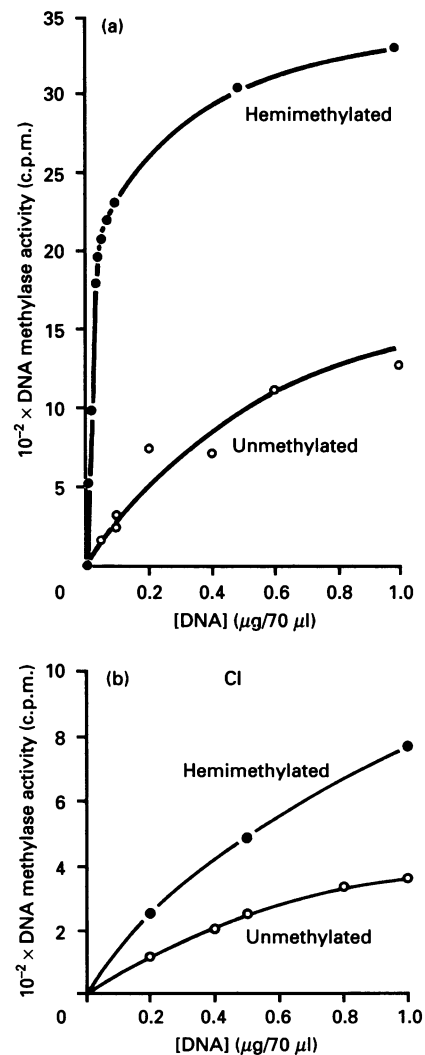 (a)
35
30
25
20
15
10
5
0
0.2 0.4 0.6 0.8 1.0
Hemimethylated
Unmethylated
10⁻² × DNA methylase activity (c.p.m.)
[DNA] (μg/70 μl)
(b) CI
10
8
6
4
2
0
0.2 0.4 0.6 0.8 1.0
Hemimethylated
Unmethylated
10⁻² × DNA methylase activity (c.p.m.)
[DNA] (μg/70 μl)